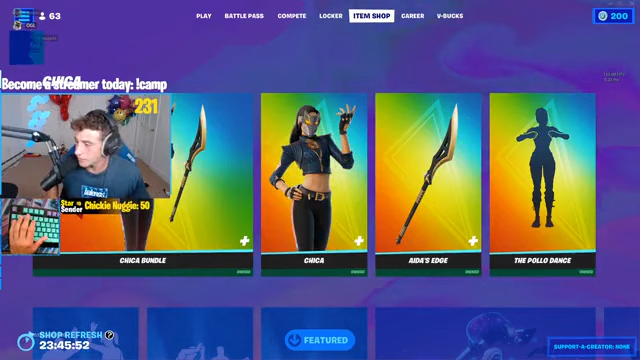 63
PLAY
BATTLE PASS
COMPETE
LOCKER
ITEM SHOP
CAREER
V-BUCKS
200
CHICA
Become a streamer today: !camp
231
Star
Sender
Chickie Nuggie: 50
CHICA BUNDLE
CHICA
AIDA'S EDGE
THE POLLO DANCE
SHOP REFRESH ?
23:45:52
FEATURED
SUPPORT-A-CREATOR: NONE